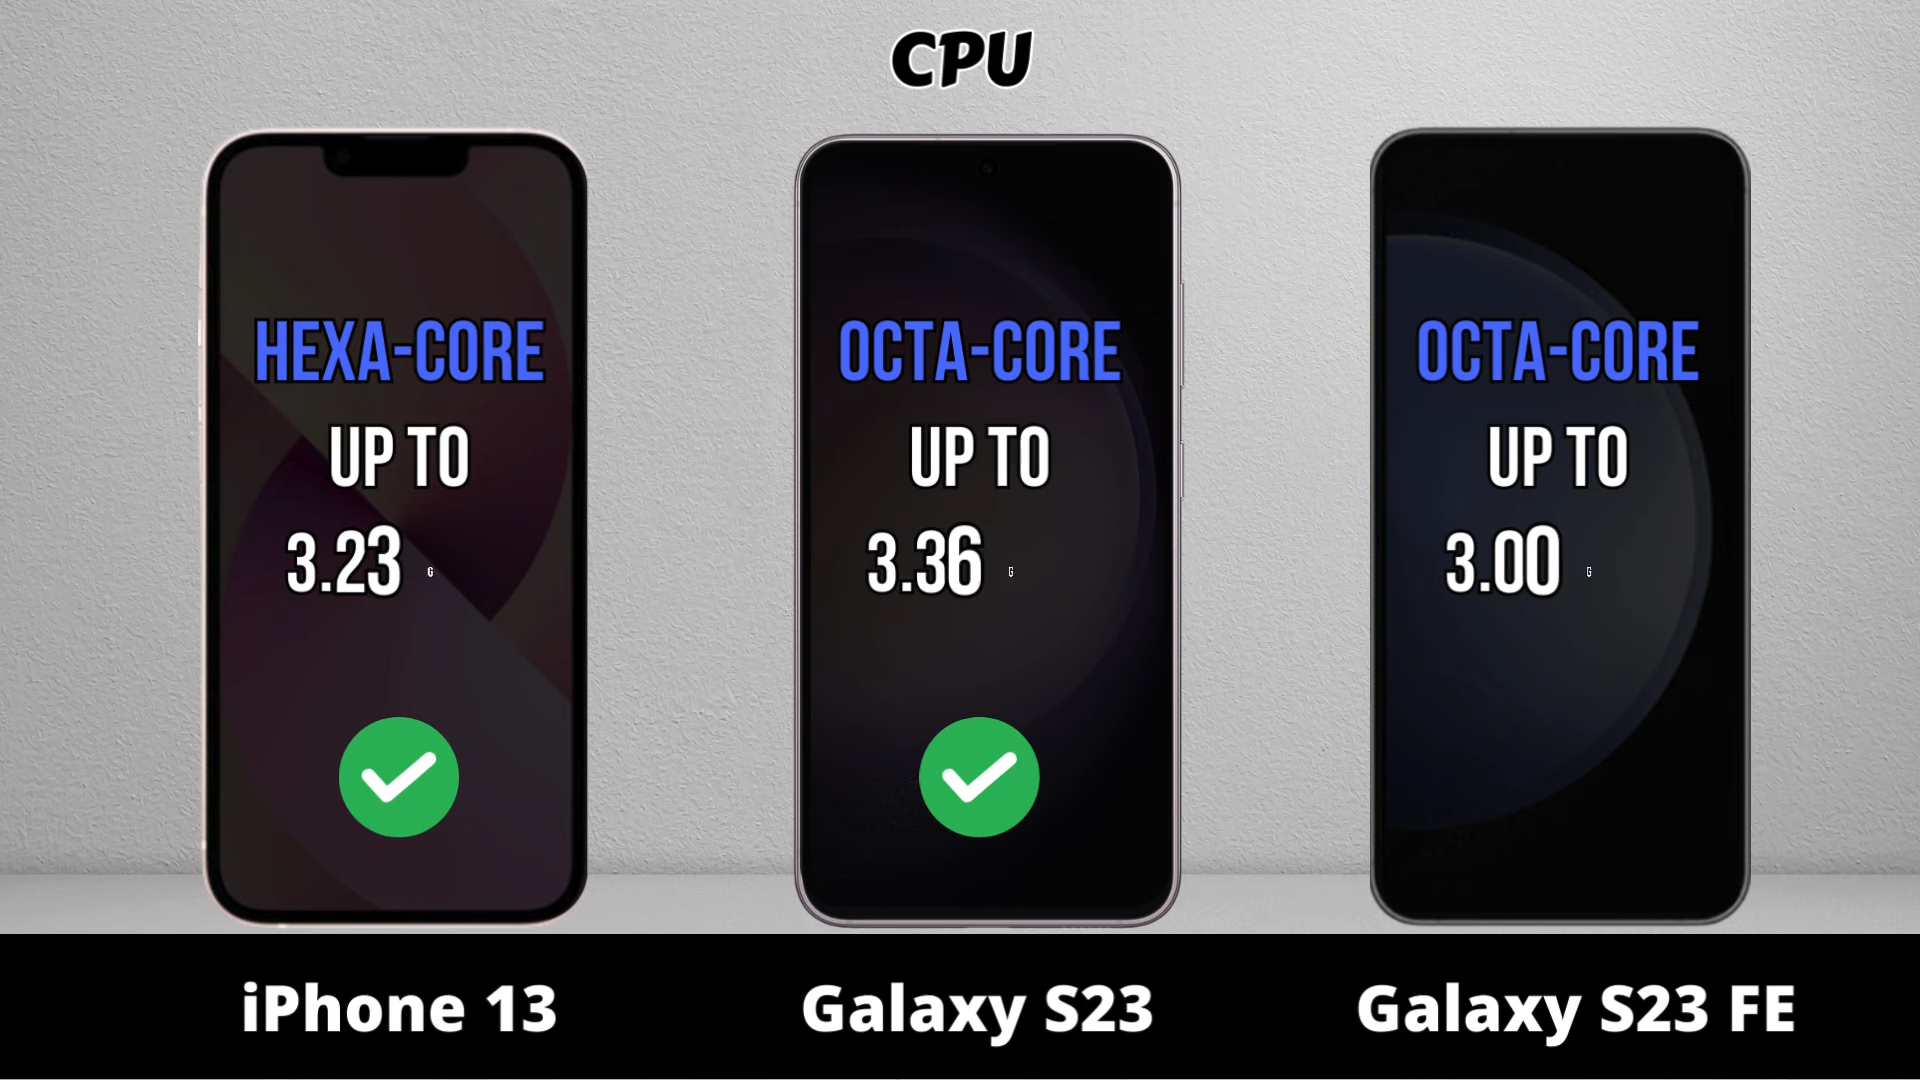 CPU
HEXA-CORE
UP TO
3.23 G
OCTA-CORE
UP TO
3.36 G
OCTA-CORE
UP TO
3.00 G
iPhone 13
Galaxy S23
Galaxy S23 FE